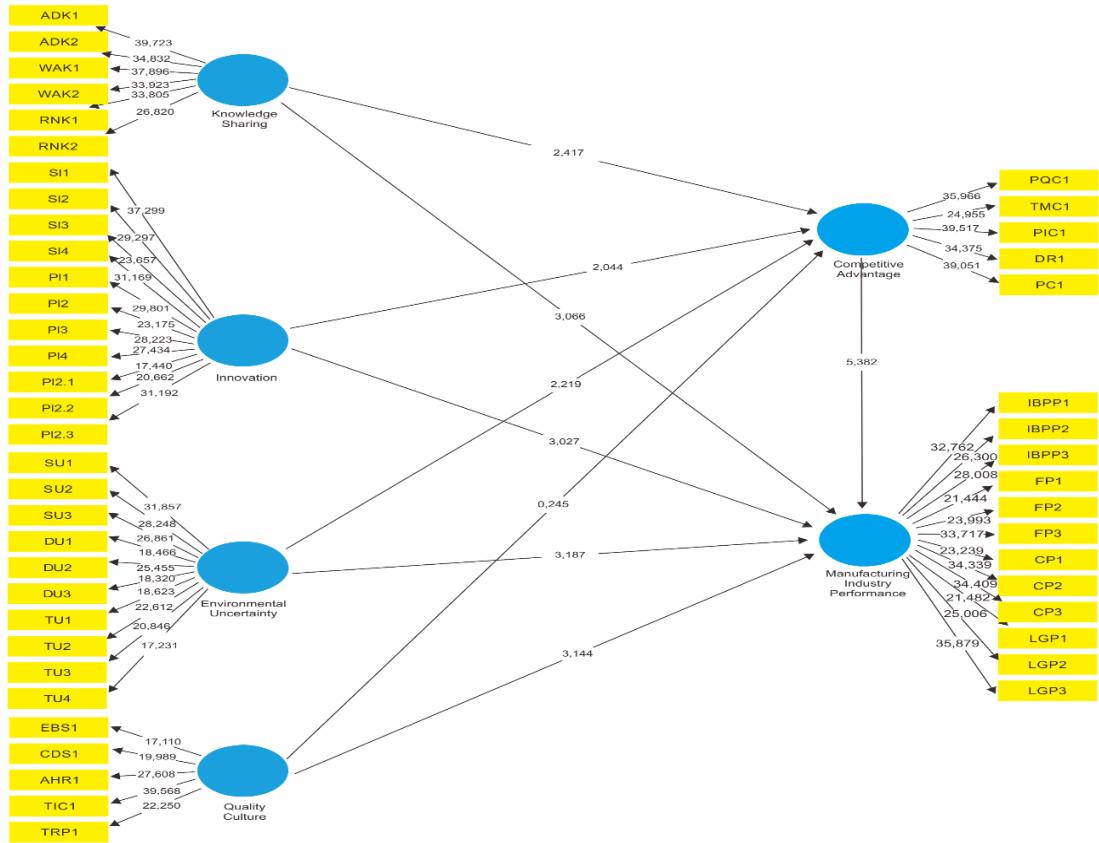 ADK1
ADK2
WAK1
WAK2
RNK1
RNK2
39,723
34,832
37,896
33,923
33,805
26,820
Knowledge
Sharing
SI1
SI2
SI3
SI4
PI1
PI2
PI3
PI4
PI2.1
PI2.2
PI2.3
37,299
29,297
23,657
31,169
29,801
23,175
28,223
27,434
17,440
20,662
31,192
Innovation
SU1
SU2
SU3
DU1
DU2
DU3
TU1
TU2
TU3
TU4
31,857
28,248
26,861
18,466
25,455
18,320
18,623
22,612
20,846
17,231
Environmental
Uncertainty
EBS1
CDS1
AHR1
TIC1
TRP1
17,110
19,989
27,608
39,568
22,250
Quality
Culture
2,417
2,044
3,066
2,219
3,027
0,245
3,187
3,144
5,382
Competitive
Advantage
35,966
24,955
39,517
34,375
39,051
PQC1
TMC1
PIC1
DR1
PC1
Manufacturing
Industry
Performance
32,762
26,300
28,008
21,444
23,993
33,717
23,239
34,339
34,409
21,482
25,006
35,879
IBPP1
IBPP2
IBPP3
FP1
FP2
FP3
CP1
CP2
CP3
LGP1
LGP2
LGP3